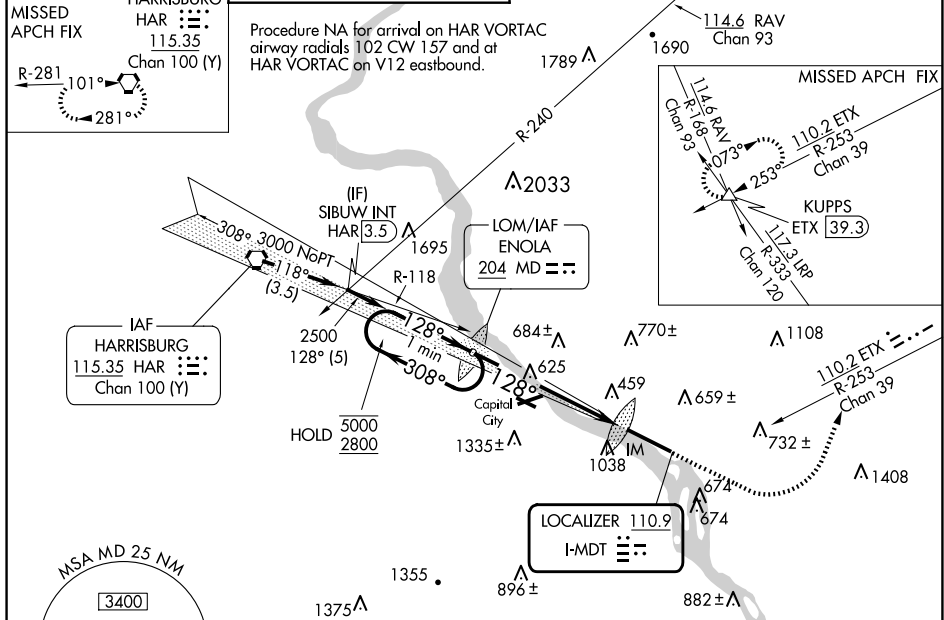 MISSED
APCH FIX
HAR
115.35
Chan 100 (Y)
R-281
101°
281°
Procedure NA for arrival on HAR VORTAC
airway radials 102 CW 157 and at
HAR VORTAC on V12 eastbound.
1789
1690
114.6 RAV
Chan 93
R-240
MISSED APCH FIX
114.6 RAV
R-168
Chan 93
073°
253°
110.2 ETX
R-253
Chan 39
KUPPS
ETX 39.3
117.3 LRP
R-333
Chan 120
2033
(IF)
SIBUW INT
HAR 3.5
1695
LOM/IAF
ENOLA
204 MD
308°
3000 NoPT
118°
(3.5)
R-118
2500
128° (5)
128°
1 min
308°
128°
IAF
HARRISBURG
115.35 HAR
Chan 100 (Y)
HOLD 5000
2800
684 ±
625
770 ±
1108
459
659 ±
Capital
City
1335 ±
1038
IM
732 ±
1408
110.2 ETX
R-253
Chan 39
674
674
LOCALIZER 110.9
I-MDT
MSA MD 25 NM
3400
1355
1375
896 ±
882 ±